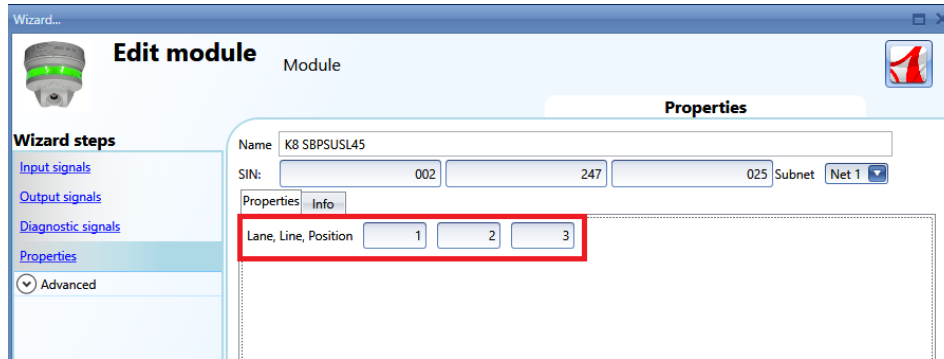 Wizard...
Edit module
Module
Properties
Wizard steps
Input signals
Output signals
Diagnostic signals
Properties
Advanced
Name K8 SBPSUSL45
SIN: 002 247 025 Subnet Net 1
Properties Info
Lane, Line, Position 1 2 3